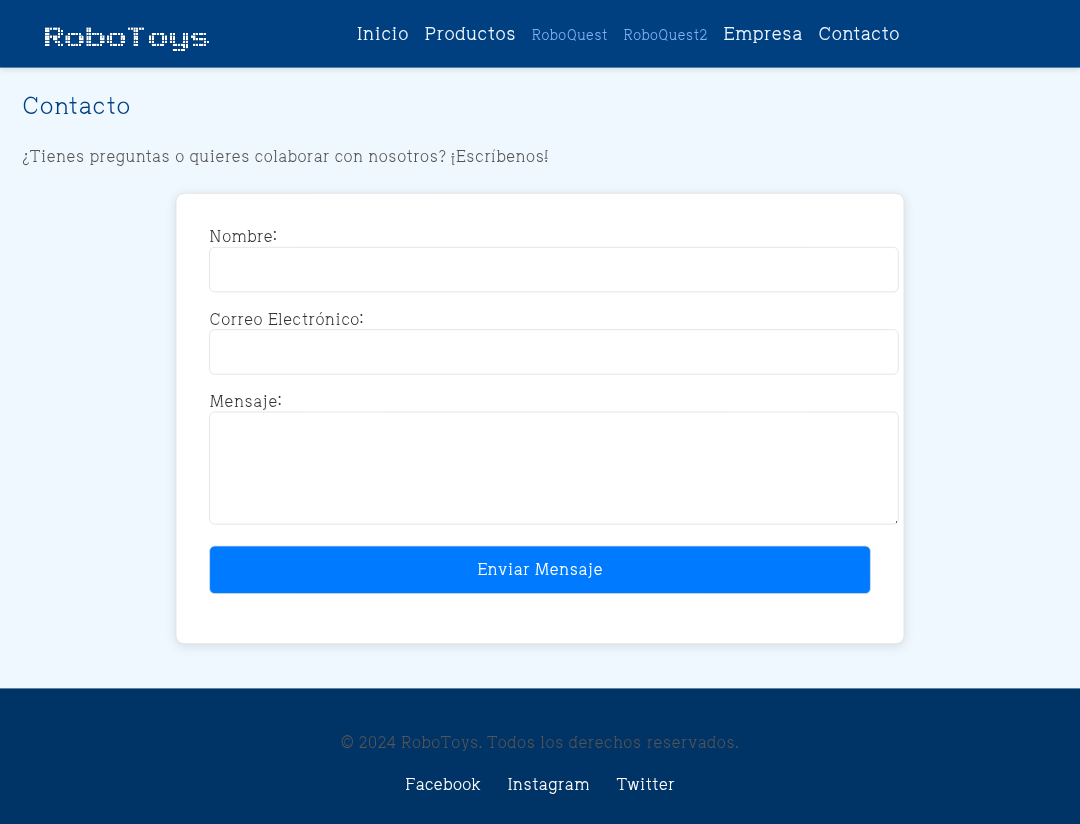 RoboToys
Inicio Productos RoboQuest RoboQuest2 Empresa Contacto
Contacto
¿Tienes preguntas o quieres colaborar con nosotros? ¡Escríbenos!
Nombre:
Correo Electrónico:
Mensaje:
Enviar Mensaje
© 2024 RoboToys. Todos los derechos reservados.
Facebook Instagram Twitter